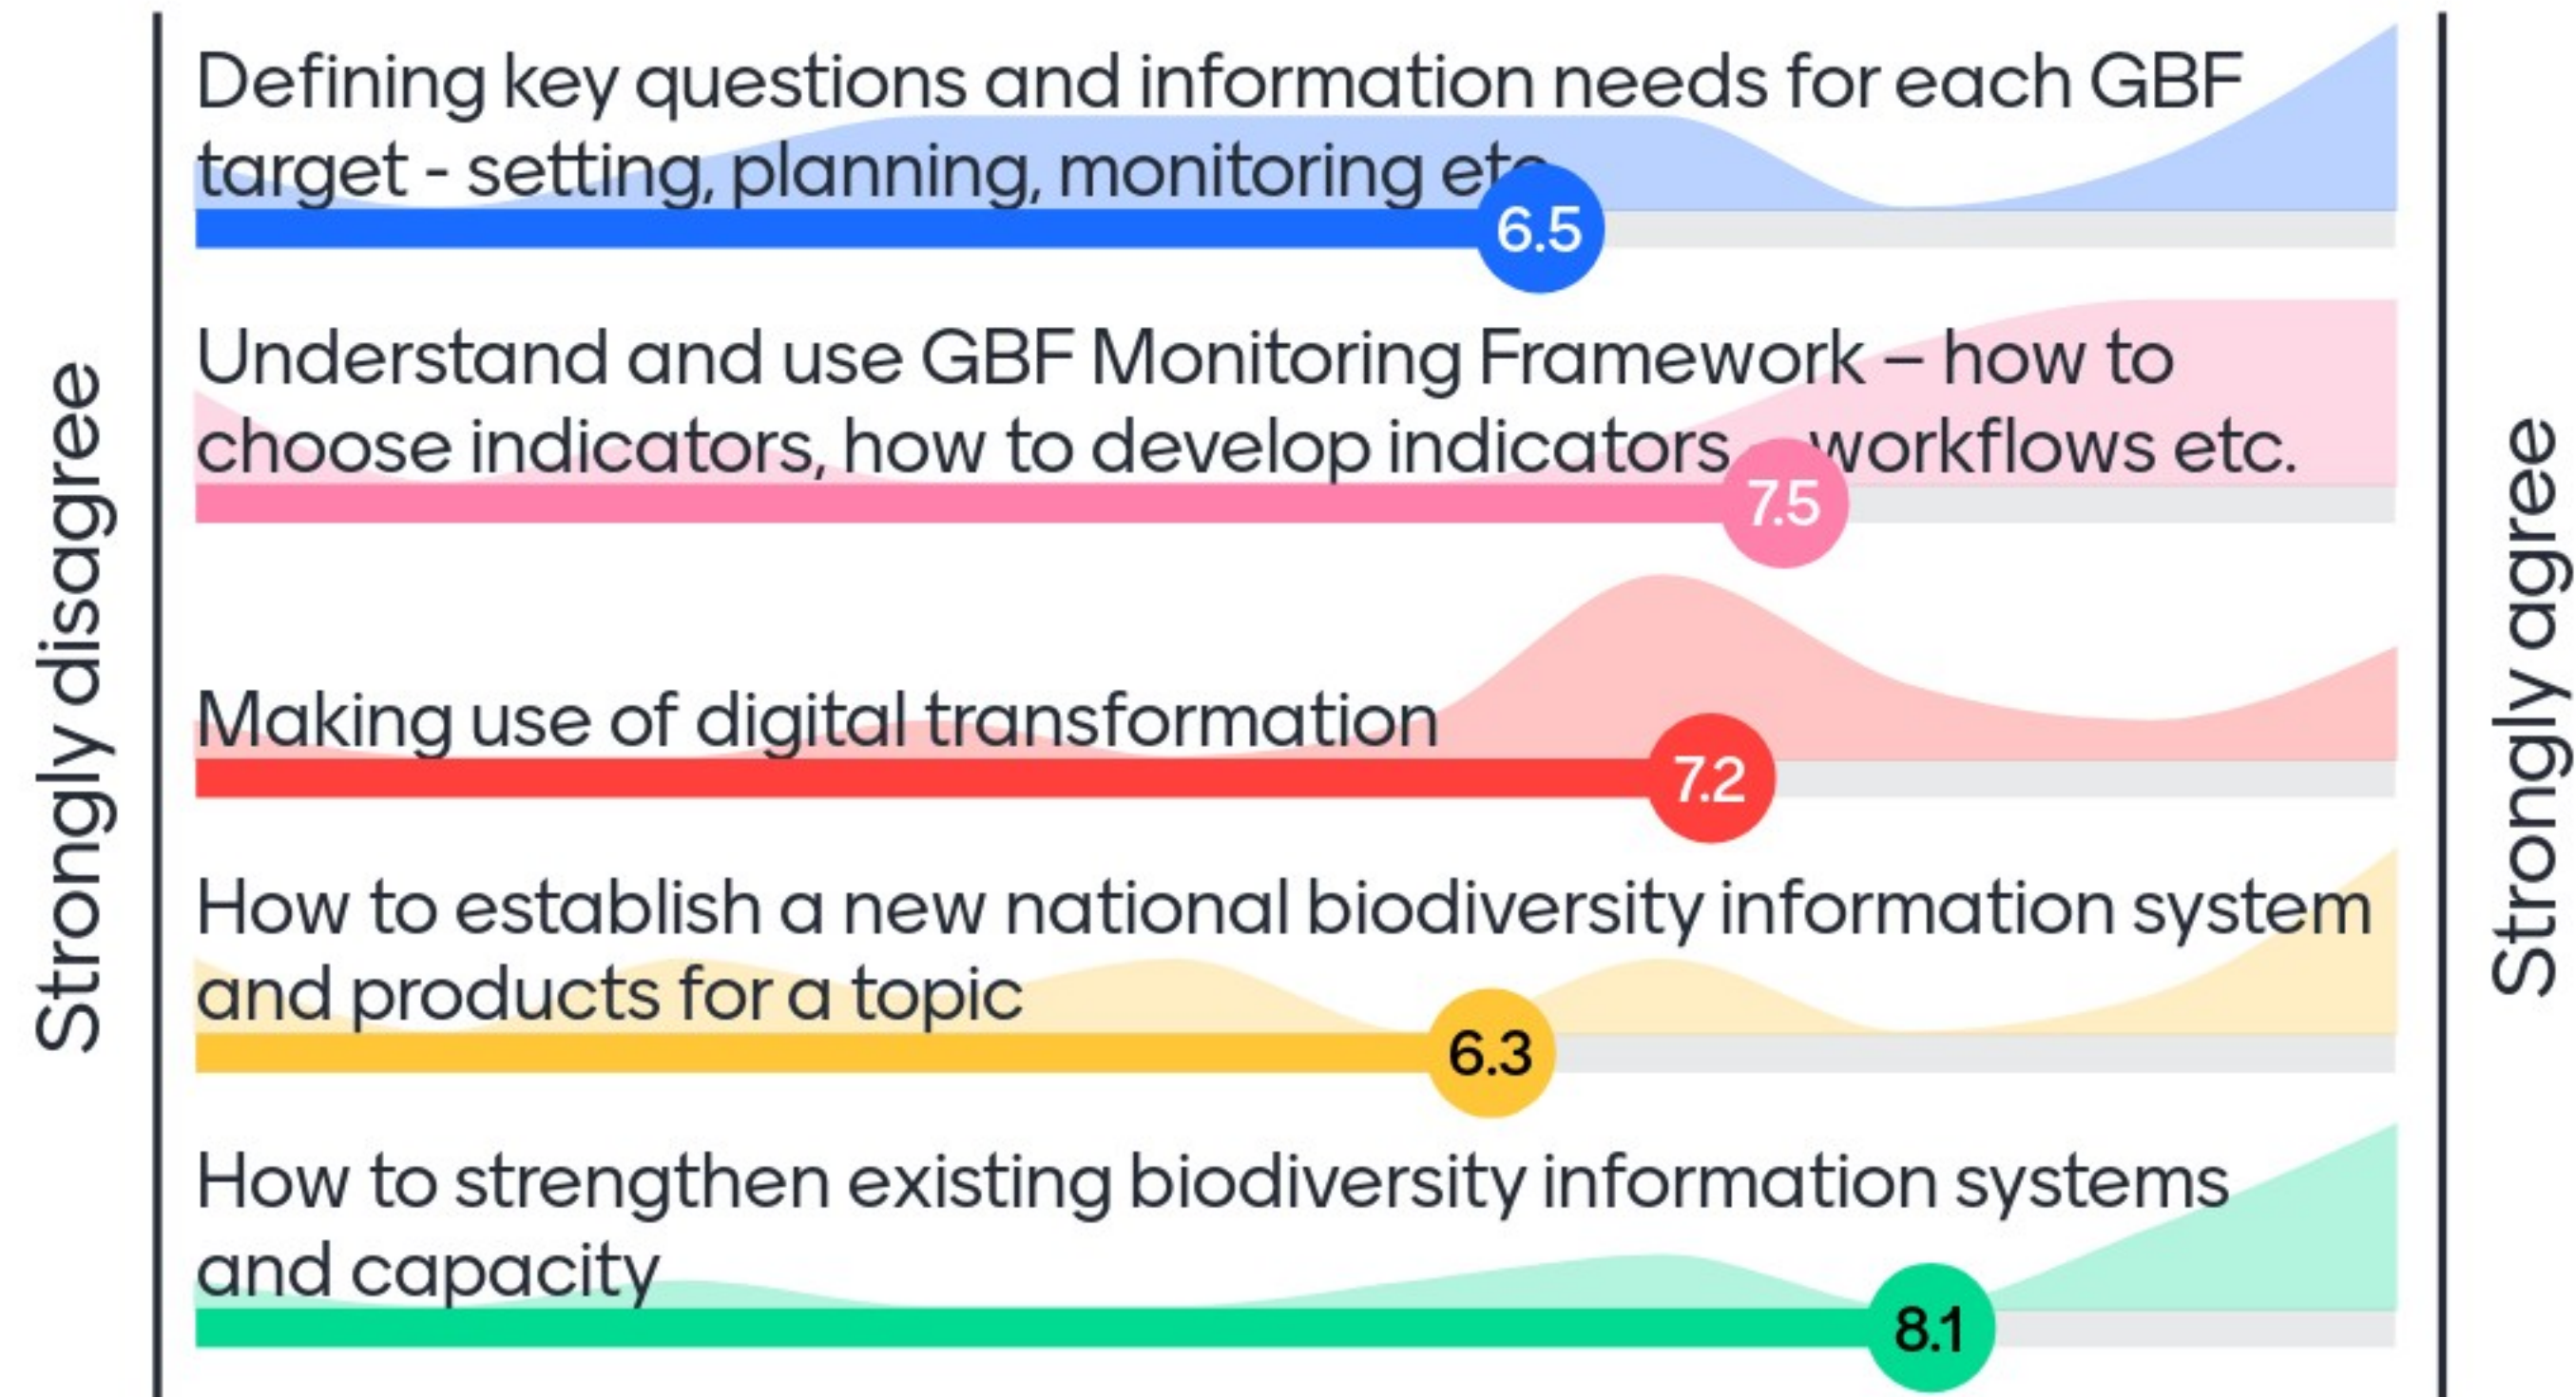 Strongly disagree
Defining key questions and information needs for each GBF
target - setting, planning, monitoring etc
6.5
Understand and use GBF Monitoring Framework – how to
choose indicators, how to develop indicators workflows etc.
7.5
Making use of digital transformation
7.2
How to establish a new national biodiversity information system
and products for a topic
6.3
How to strengthen existing biodiversity information systems
and capacity
8.1
Strongly agree